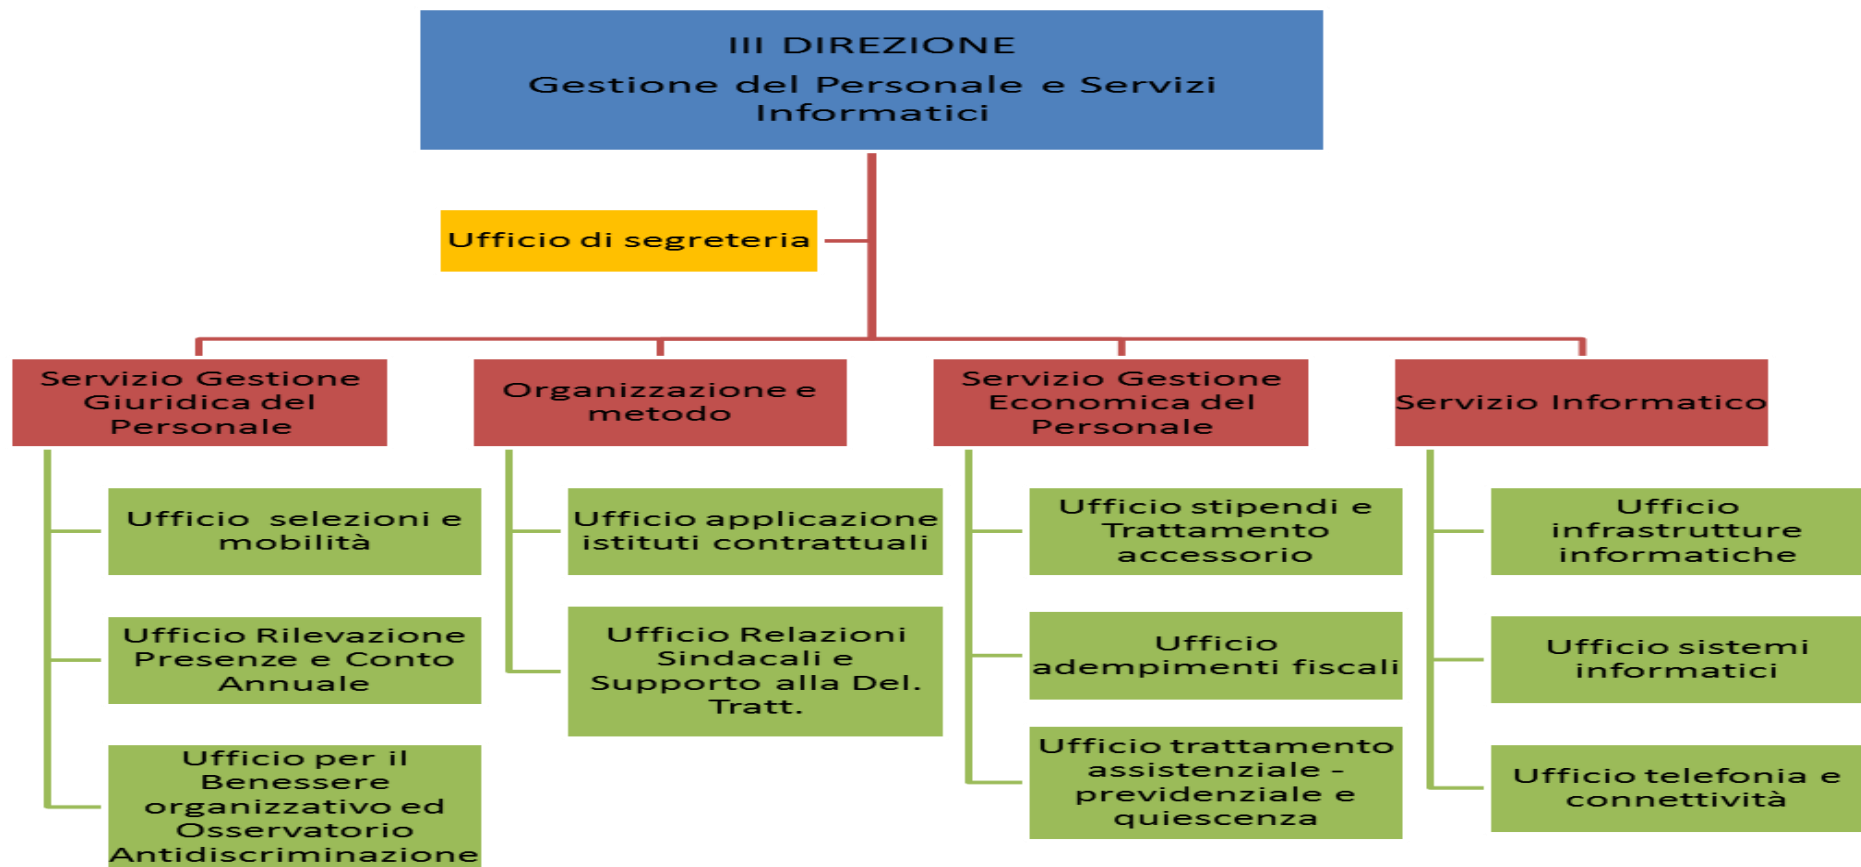 III DIREZIONE
Gestione del Personale e Servizi
Informatici
Ufficio di segreteria
Servizio Gestione
Giuridica del
Personale
Organizzazione e
metodo
Servizio Gestione
Economica del
Personale
Servizio Informatico
Ufficio selezioni e
mobilità
Ufficio Rilevazione
Presenze e Conto
Annuale
Ufficio per il
Benessere
organizzativo ed
Osservatorio
Antidiscriminazione
Ufficio applicazione
istituti contrattuali
Ufficio Relazioni
Sindacali e
Supporto alla Del.
Tratt.
Ufficio stipendi e
Trattamento
accessorio
Ufficio
adempimenti fiscali
Ufficio trattamento
assistenziale -
previdenziale e
quiescenza
Ufficio
infrastrutture
informatiche
Ufficio sistemi
informatici
Ufficio telefonia e
connettività